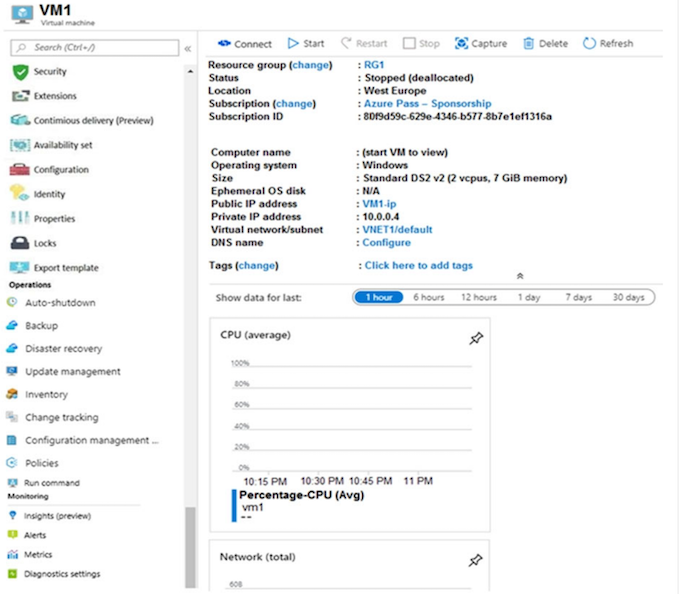 VM1
Virtual machine
Search (Ctrl+/)
«
Security
Extensions
Continious delivery (Preview)
Availability set
Configuration
Identity
Properties
Locks
Export template
Operations
Auto-shutdown
Backup
Disaster recovery
Update management
Inventory
Change tracking
Configuration management ...
Policies
Run command
Monitoring
Insights (preview)
Alerts
Metrics
Diagnostics settings
Connect Start Restart Stop Capture Delete Refresh
Resource group (change) : RG1
Status : Stopped (deallocated)
Location : West Europe
Subscription (change) : Azure Pass – Sponsorship
Subscription ID : 80f9d59c-629e-4346-b577-8b7e1ef1316a
Computer name : (start VM to view)
Operating system : Windows
Size : Standard DS2 v2 (2 vcpus, 7 GiB memory)
Ephemeral OS disk : N/A
Public IP address : VM1-ip
Private IP address : 10.0.0.4
Virtual network/subnet : VNET1/default
DNS name : Configure
Tags (change) : Click here to add tags
Show data for last: 1 hour 6 hours 12 hours 1 day 7 days 30 days
CPU (average)
100%
80%
60%
40%
20%
0%
10:15 PM 10:30 PM 10:45 PM 11 PM
Percentage-CPU (Avg)
vm1
--
Network (total)
60B